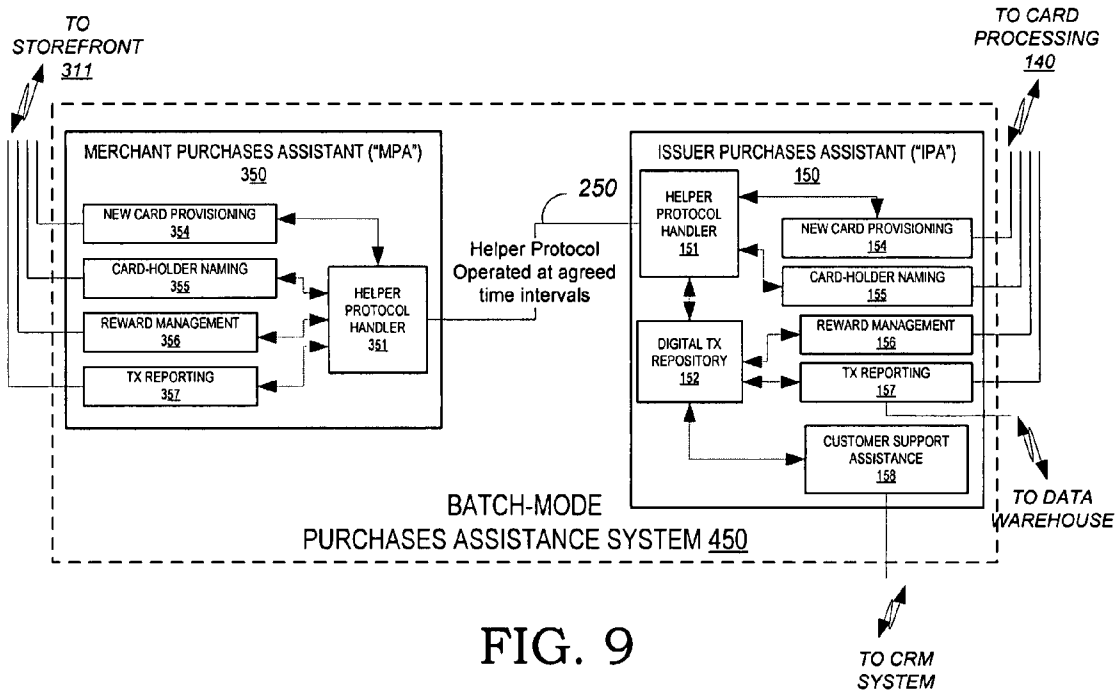 TO
STOREFRONT
311
TO CARD
PROCESSING
140
MERCHANT PURCHASES ASSISTANT ("MPA")
350
NEW CARD PROVISIONING
354
CARD-HOLDER NAMING
355
REWARD MANAGEMENT
356
TX REPORTING
357
HELPER
PROTOCOL
HANDLER
351
250
Helper Protocol
Operated at agreed
time intervals
ISSUER PURCHASES ASSISTANT ("IPA")
150
HELPER
PROTOCOL
HANDLER
151
NEW CARD PROVISIONING
154
CARD-HOLDER NAMING
155
DIGITAL TX
REPOSITORY
152
REWARD MANAGEMENT
156
TX REPORTING
157
CUSTOMER SUPPORT
ASSISTANCE
158
BATCH-MODE
PURCHASES ASSISTANCE SYSTEM 450
TO DATA
WAREHOUSE
TO CRM
SYSTEM
FIG. 9